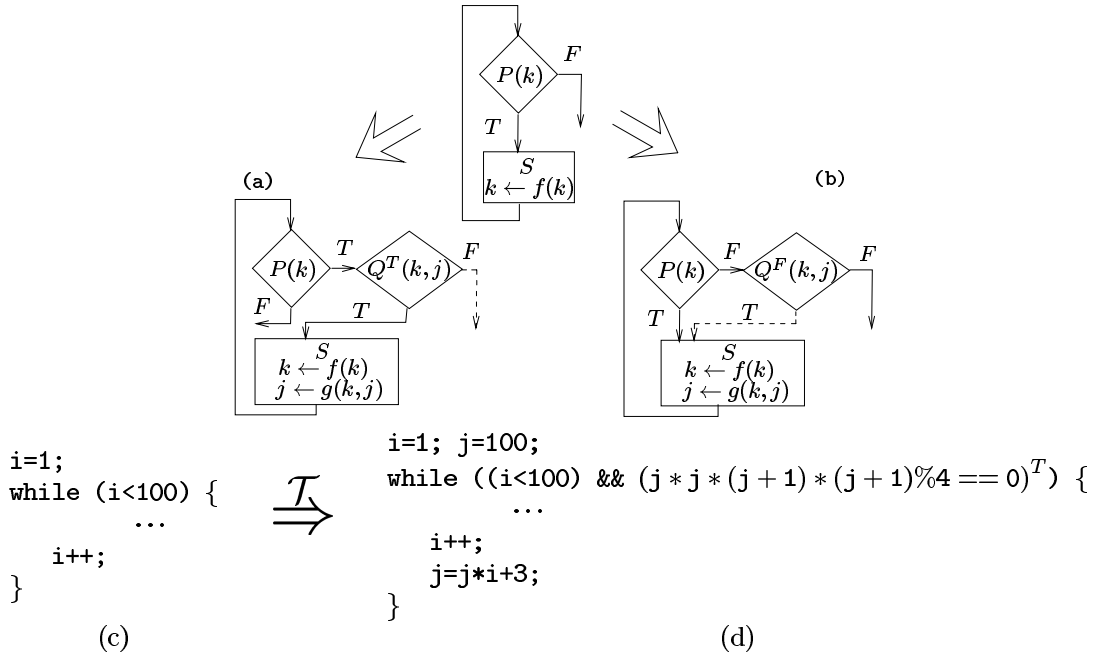 P(k)
F
T
S
k ← f(k)
(a)
(b)
P(k)
T
Q^T(k, j)
F
F
T
S
k ← f(k)
j ← g(k, j)
P(k)
F
Q^F(k, j)
F
T
T
S
k ← f(k)
j ← g(k, j)
i=1;
while (i<100) {
...
i++;
}
(c)
𝒯
⇒
i=1; j=100;
while ((i<100) && (j * j * (j + 1) * (j + 1)%4 == 0)^T) {
...
i++;
j=j*i+3;
}
(d)